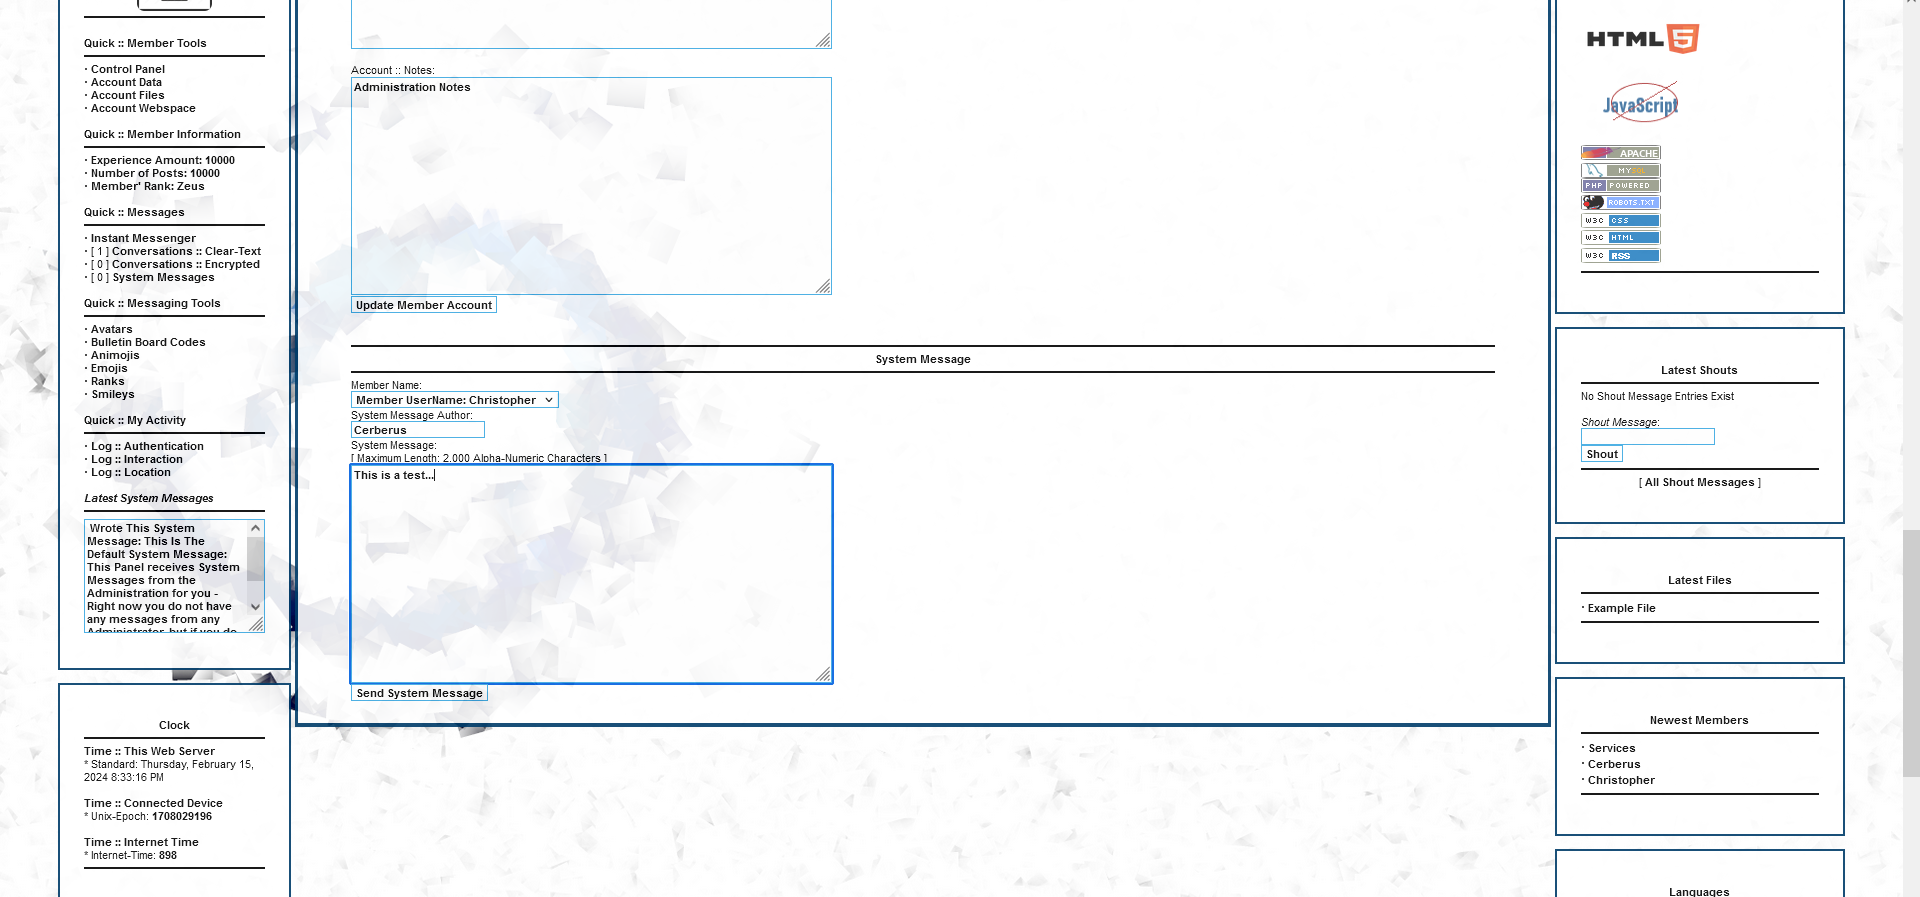 Quick :: Member Tools
· Control Panel
· Account Data
· Account Files
· Account Webspace
Quick :: Member Information
· Experience Amount: 10000
· Number of Posts: 10000
· Member' Rank: Zeus
Quick :: Messages
· Instant Messenger
· [ 1 ] Conversations :: Clear-Text
· [ 0 ] Conversations :: Encrypted
· [ 0 ] System Messages
Quick :: Messaging Tools
· Avatars
· Bulletin Board Codes
· Animojis
· Emojis
· Ranks
· Smileys
Quick :: My Activity
· Log :: Authentication
· Log :: Interaction
· Log :: Location
Latest System Messages
Wrote This System
Message: This Is The
Default System Message:
This Panel receives System
Messages from the
Administration for you -
Right now you do not have
any messages from any
Administrator, but if you do
Clock
Time :: This Web Server
* Standard: Thursday, February 15,
2024 8:33:16 PM
Time :: Connected Device
* Unix-Epoch: 1708029196
Time :: Internet Time
* Internet-Time: 898
Account :: Notes:
Administration Notes
Update Member Account
System Message
Member Name:
Member UserName: Christopher
System Message Author:
Cerberus
System Message:
[ Maximum Length: 2,000 Alpha-Numeric Characters ]
This is a test...
Send System Message
HTML 5
JavaScript
APACHE
MYSQL
PHP POWERED
ROBOTS.TXT
W3C CSS
W3C HTML
W3C RSS
Latest Shouts
No Shout Message Entries Exist
Shout Message:
Shout
[ All Shout Messages ]
Latest Files
· Example File
Newest Members
· Services
· Cerberus
· Christopher
Languages